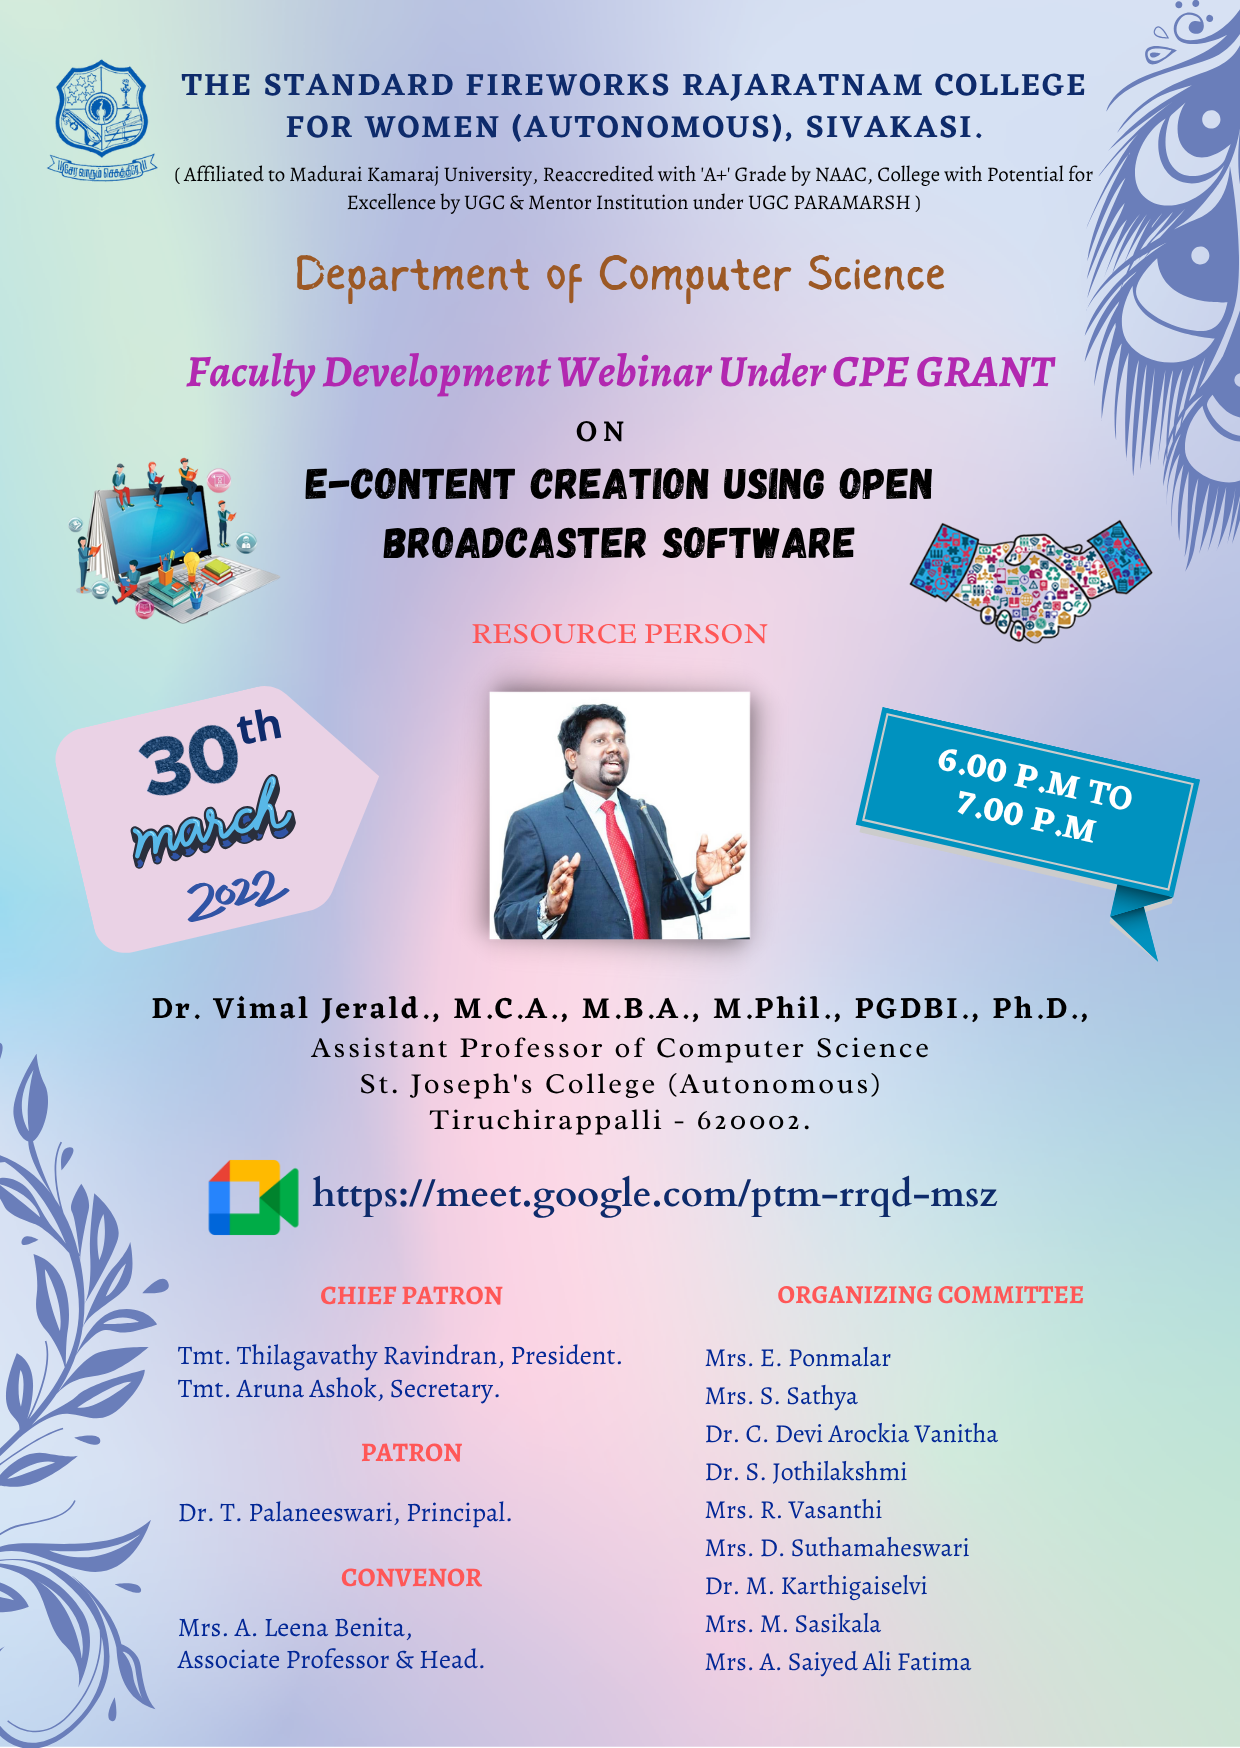 THE STANDARD FIREWORKS RAJARATNAM COLLEGE
FOR WOMEN (AUTONOMOUS), SIVAKASI.
( Affiliated to Madurai Kamaraj University, Reaccredited with 'A+' Grade by NAAC, College with Potential for
Excellence by UGC & Mentor Institution under UGC PARAMARSH )
Department of Computer Science
Faculty Development Webinar Under CPE GRANT
ON
E-CONTENT CREATION USING OPEN
BROADCASTER SOFTWARE
RESOURCE PERSON
30th
march
2022
6.00 P.M TO
7.00 P.M
Dr. Vimal Jerald., M.C.A., M.B.A., M.Phil., PGDBI., Ph.D.,
Assistant Professor of Computer Science
St. Joseph's College (Autonomous)
Tiruchirappalli - 620002.
https://meet.google.com/ptm-rrqd-msz
CHIEF PATRON
Tmt. Thilagavathy Ravindran, President.
Tmt. Aruna Ashok, Secretary.
PATRON
Dr. T. Palaneeswari, Principal.
CONVENOR
Mrs. A. Leena Benita,
Associate Professor & Head.
ORGANIZING COMMITTEE
Mrs. E. Ponmalar
Mrs. S. Sathya
Dr. C. Devi Arockia Vanitha
Dr. S. Jothilakshmi
Mrs. R. Vasanthi
Mrs. D. Suthamaheswari
Dr. M. Karthigaiselvi
Mrs. M. Sasikala
Mrs. A. Saiyed Ali Fatima